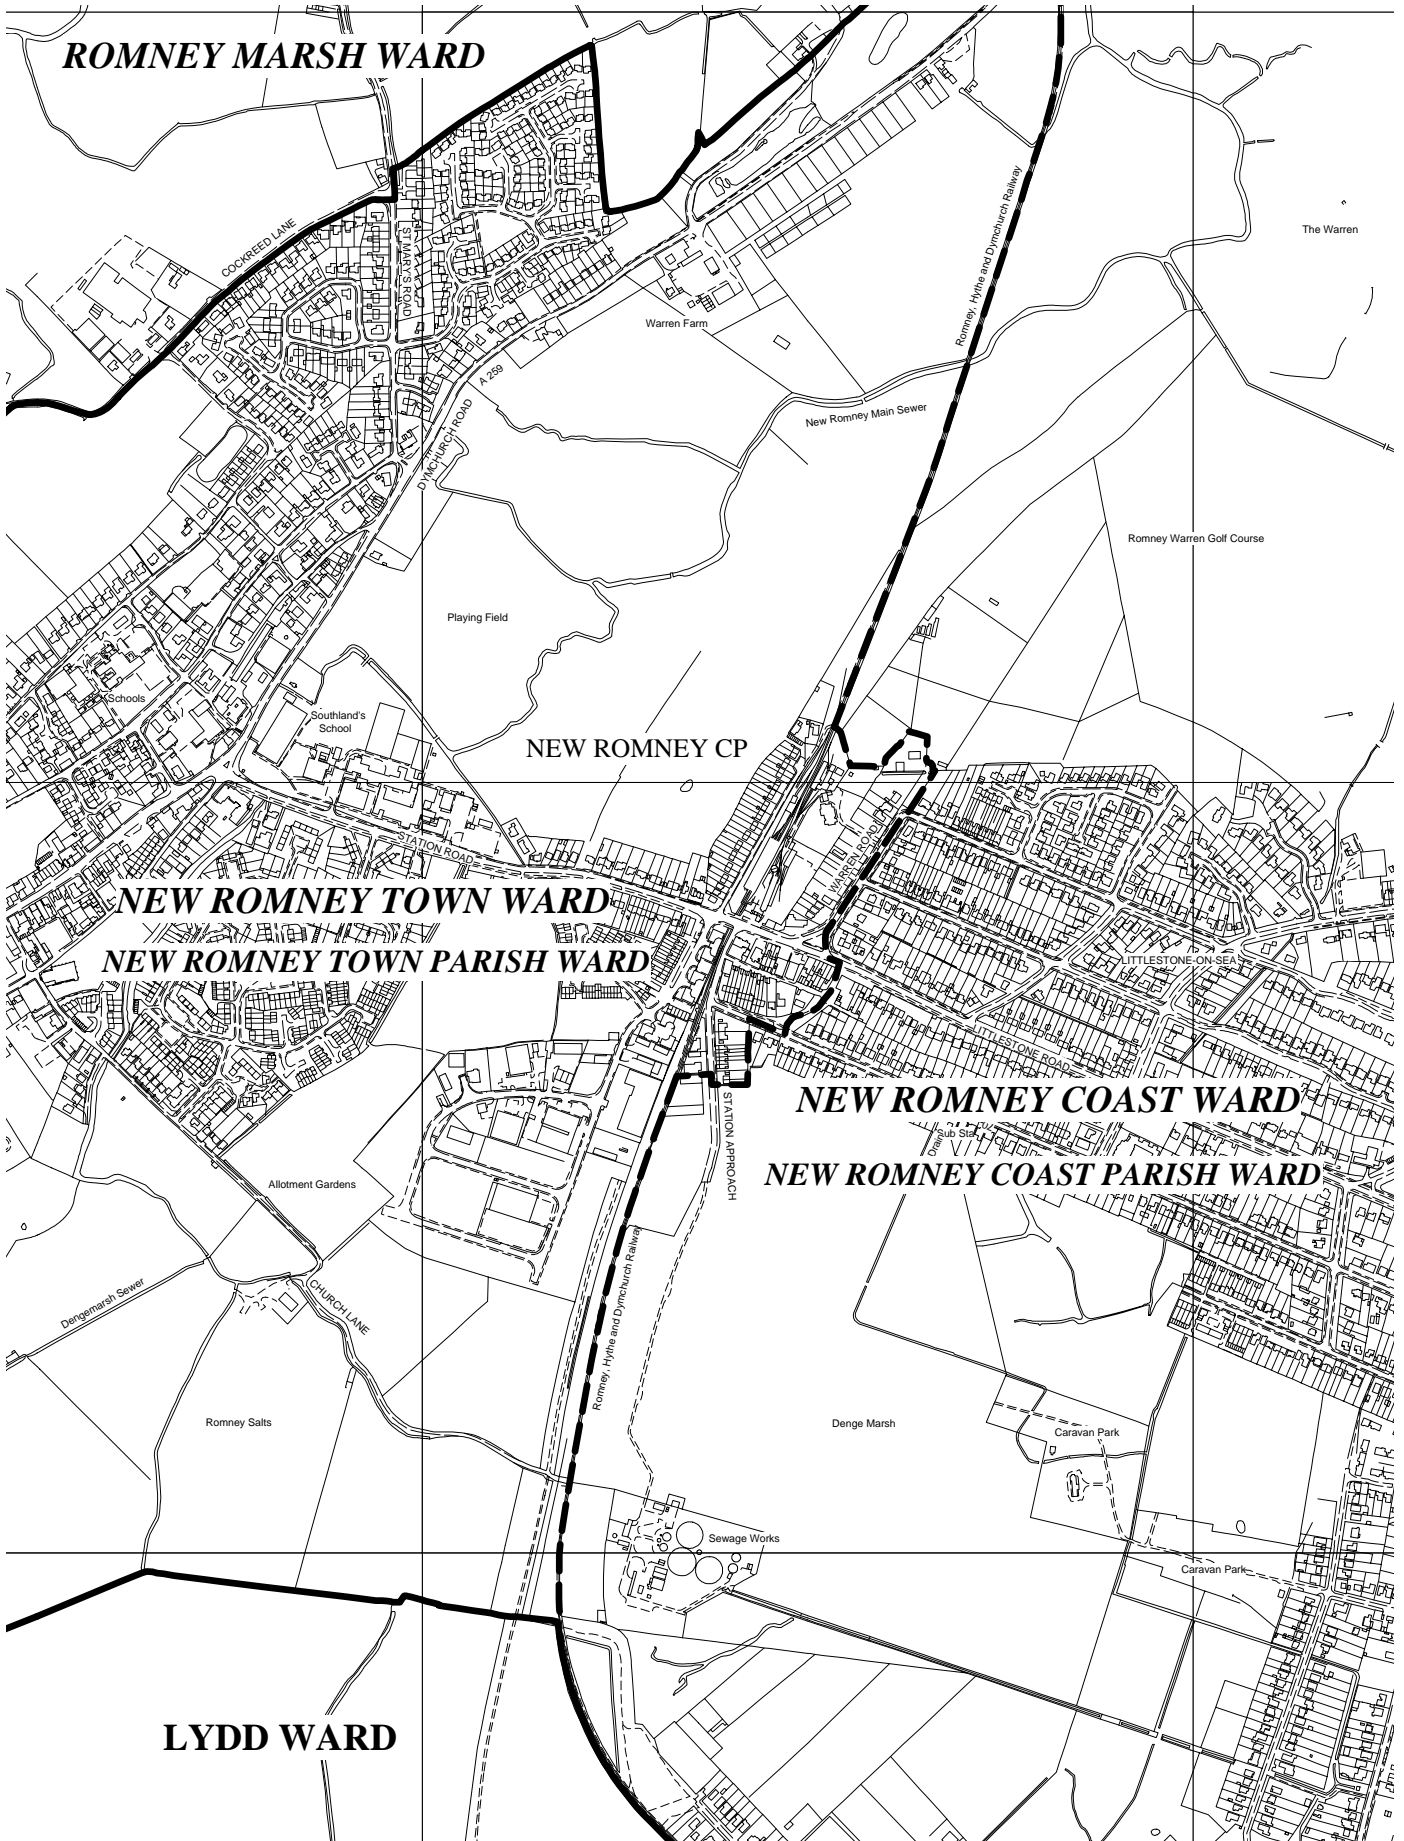 ROMNEY MARSH WARD
COCKREED LANE
ST MARYS ROAD
Romney, Hythe and Dymchurch Railway
The Warren
Warren Farm
A 259
DYMCHURCH ROAD
New Romney Main Sewer
Romney Warren Golf Course
Playing Field
Schools
Southland's
School
NEW ROMNEY CP
STATION ROAD
WARREN ROAD
NEW ROMNEY TOWN WARD
NEW ROMNEY TOWN PARISH WARD
LITTLESTONE-ON-SEA
LITTLESTONE ROAD
NEW ROMNEY COAST WARD
Sub Sta
Drain
STATION APPROACH
NEW ROMNEY COAST PARISH WARD
Allotment Gardens
Dengemarsh Sewer
CHURCH LANE
Romney, Hythe and Dymchurch Railway
Romney Salts
Denge Marsh
Caravan Park
Sewage Works
Caravan Park
LYDD WARD